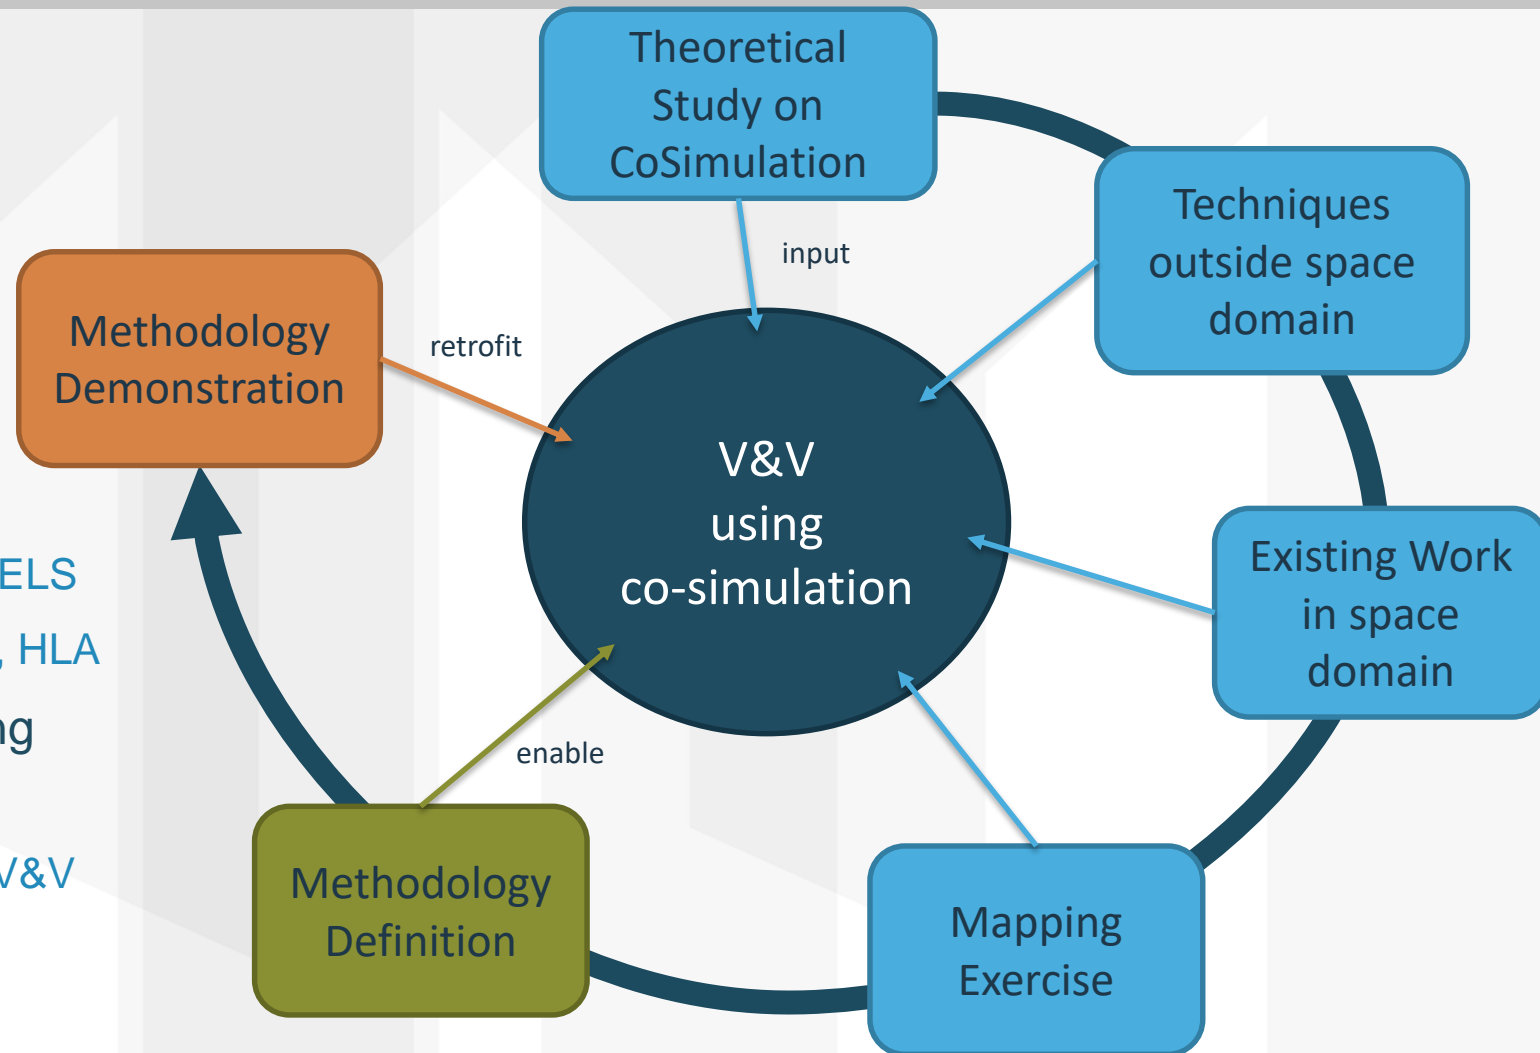 Theoretical
Study on
CoSimulation
Techniques
outside space
domain
input
Methodology
Demonstration
retrofit
V&V
using
co-simulation
Existing Work
in space
domain
ELS
, HLA
ng
V&V
enable
Methodology
Definition
Mapping
Exercise